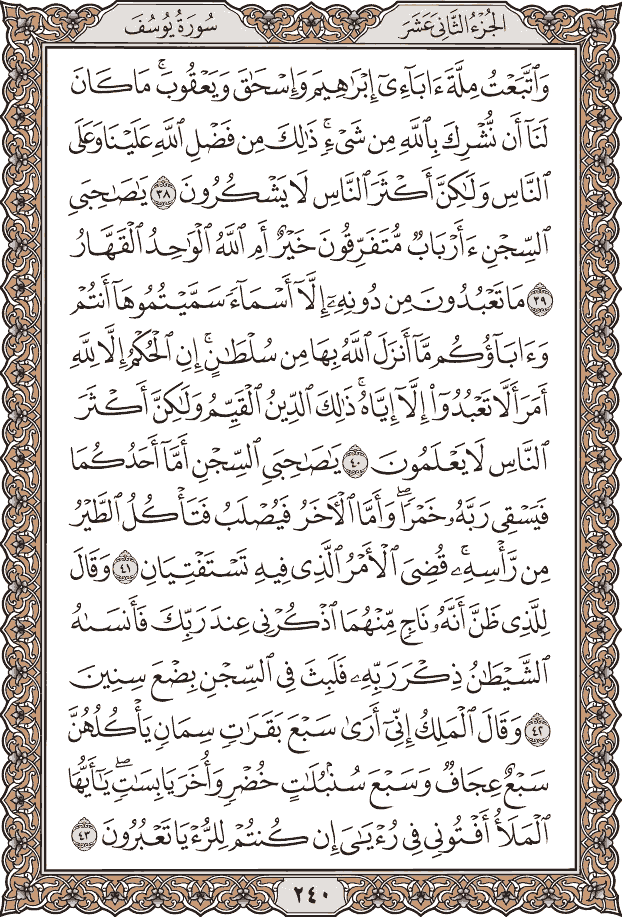 الجُزْءُ الثَّانِي عَشَرَ
سُورَةُ يُوسُفَ
وَٱتَّبَعْتُ مِلَّةَ ءَابَآءِىٓ إِبْرَٰهِيمَ وَإِسْحَٰقَ وَيَعْقُوبَ ۚ مَا كَانَ
لَنَآ أَن نُّشْرِكَ بِٱللَّهِ مِن شَىْءٍ ۚ ذَٰلِكَ مِن فَضْلِ ٱللَّهِ عَلَيْنَا وَعَلَى
ٱلنَّاسِ وَلَٰكِنَّ أَكْثَرَ ٱلنَّاسِ لَا يَشْكُرُونَ ٣٨ يَٰصَٰحِبَىِ
ٱلسِّجْنِ ءَأَرْبَابٌ مُّتَفَرِّقُونَ خَيْرٌ أَمِ ٱللَّهُ ٱلْوَٰحِدُ ٱلْقَهَّارُ
٣٩ مَا تَعْبُدُونَ مِن دُونِهِۦٓ إِلَّآ أَسْمَآءً سَمَّيْتُمُوهَآ أَنتُمْ
وَءَابَآؤُكُم مَّآ أَنزَلَ ٱللَّهُ بِهَا مِن سُلْطَٰنٍ ۚ إِنِ ٱلْحُكْمُ إِلَّا لِلَّهِ
أَمَرَ أَلَّا تَعْبُدُوٓا۟ إِلَّآ إِيَّاهُ ۚ ذَٰلِكَ ٱلدِّينُ ٱلْقَيِّمُ وَلَٰكِنَّ أَكْثَرَ
ٱلنَّاسِ لَا يَعْلَمُونَ ٤٠ يَٰصَٰحِبَىِ ٱلسِّجْنِ أَمَّآ أَحَدُكُمَا
فَيَسْقِى رَبَّهُۥ خَمْرًا ۖ وَأَمَّا ٱلْءَاخَرُ فَيُصْلَبُ فَتَأْكُلُ ٱلطَّيْرُ
مِن رَّأْسِهِۦ ۚ قُضِىَ ٱلْأَمْرُ ٱلَّذِى فِيهِ تَسْتَفْتِيَانِ ٤١ وَقَالَ
لِلَّذِى ظَنَّ أَنَّهُۥ نَاجٍ مِّنْهُمَا ٱذْكُرْنِى عِندَ رَبِّكَ فَأَنسَىٰهُ
ٱلشَّيْطَٰنُ ذِكْرَ رَبِّهِۦ فَلَبِثَ فِى ٱلسِّجْنِ بِضْعَ سِنِينَ
٤٢ وَقَالَ ٱلْمَلِكُ إِنِّىٓ أَرَىٰ سَبْعَ بَقَرَٰتٍ سِمَانٍ يَأْكُلُهُنَّ
سَبْعٌ عِجَافٌ وَسَبْعَ سُنۢبُلَٰتٍ خُضْرٍ وَأُخَرَ يَابِسَٰتٍ ۖ يَٰٓأَيُّهَا
ٱلْمَلَأُ أَفْتُونِى فِى رُءْيَٰىَ إِن كُنتُمْ لِلرُّءْيَا تَعْبُرُونَ ٤٣
٢٤٠